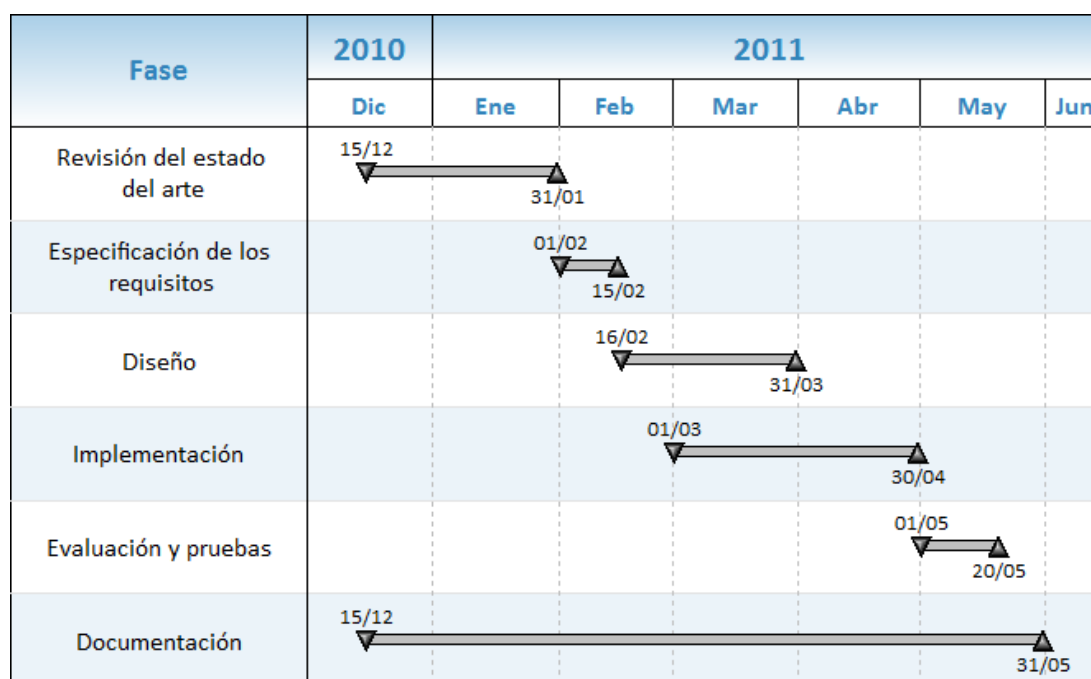 Fase
2010
2011
Dic
Ene
Feb
Mar
Abr
May
Jun
Revisión del estado
del arte
15/12
31/01
Especificación de los
requisitos
01/02
15/02
Diseño
16/02
31/03
Implementación
01/03
30/04
Evaluación y pruebas
01/05
20/05
Documentación
15/12
31/05